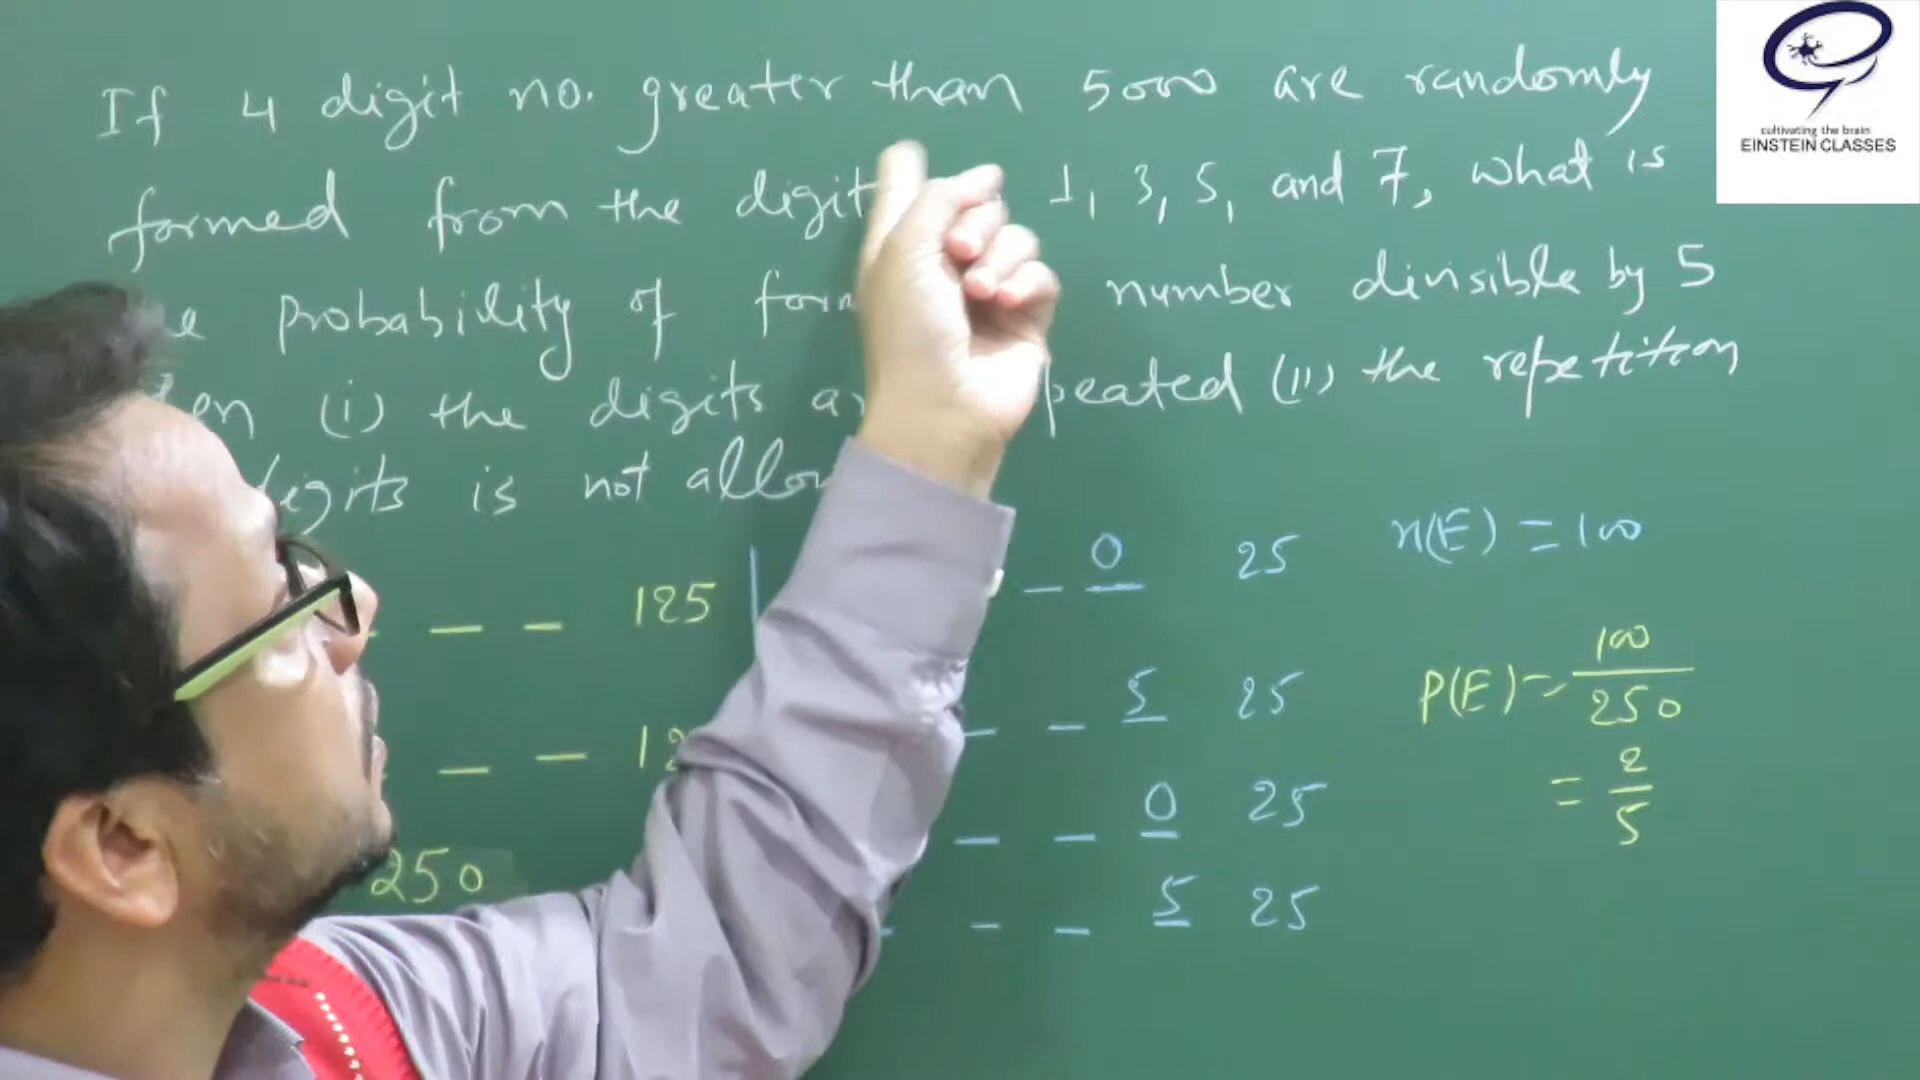 If 4 digit no. greater than 5000 are randomly
formed from the digit 1, 3, 5, and 7, what is
probability of number divisible by 5
(i) the digits (ii) the repetition
digits is not
_ _ _ 125
_ _ 0 25
n(E) = 100
_ _ 5 25
P(E) = 100/250
_ _
_ _ 0 25
= 2/5
250
_ _ _ 5 25
cultivating the brain
EINSTEIN CLASSES